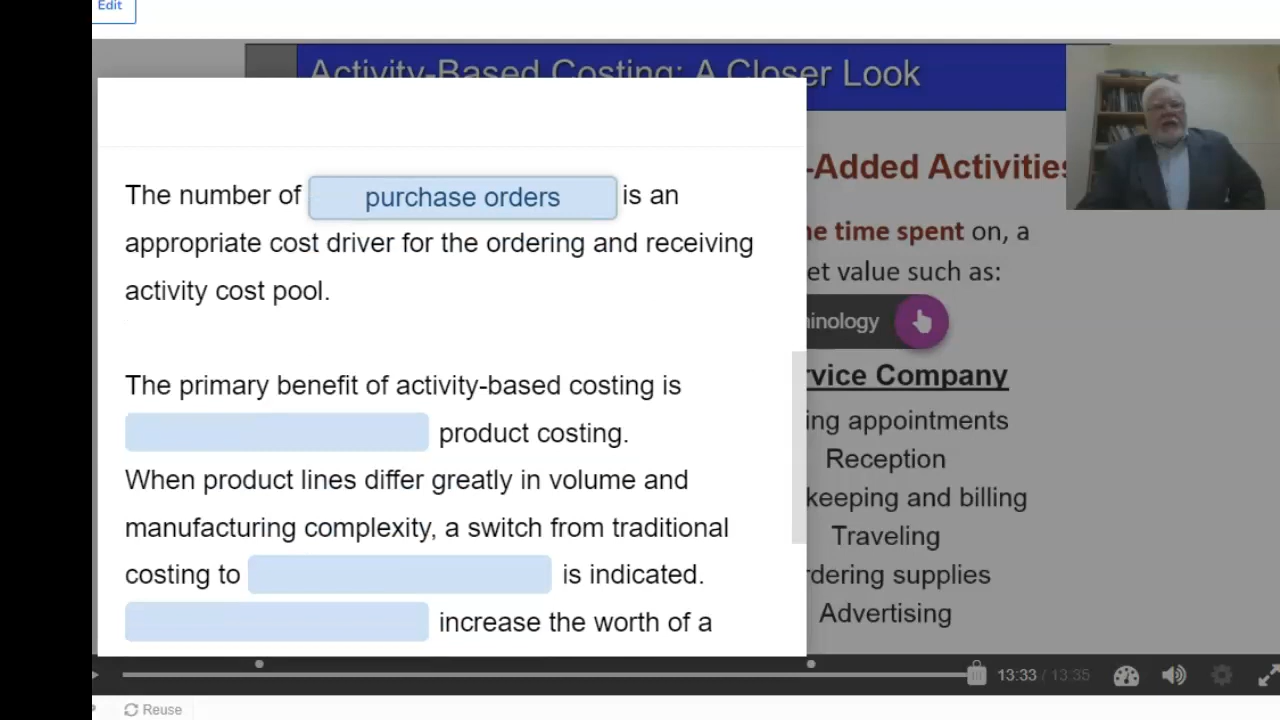 Edit
Activity-Based Costing: A Closer Look
-Added Activities
The number of purchase orders is an
appropriate cost driver for the ordering and receiving
activity cost pool.
me time spent on, a
et value such as:
minology
The primary benefit of activity-based costing is
product costing.
When product lines differ greatly in volume and
manufacturing complexity, a switch from traditional
costing to is indicated.
increase the worth of a
rvice Company
ing appointments
Reception
keeping and billing
Traveling
rdering supplies
Advertising
13:33 / 13:35
Reuse